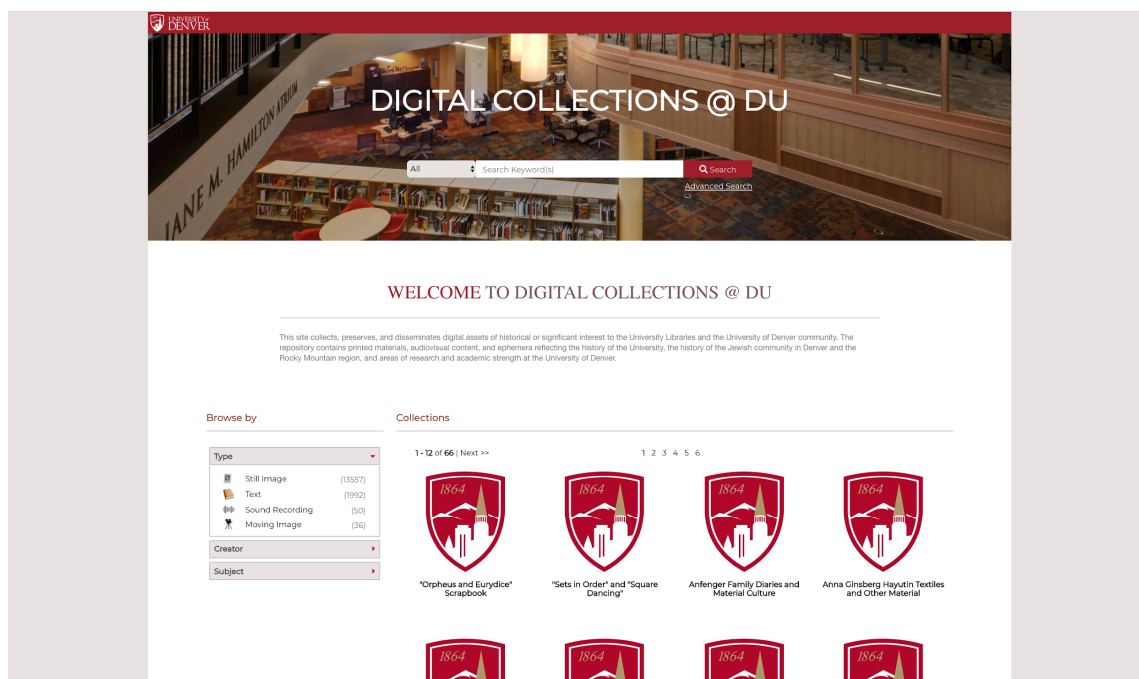 UNIVERSITY of
DENVER
JANE M. HAMILTON ATRIUM
DIGITAL COLLECTIONS @ DU
All
Search Keyword(s)
Search
Advanced Search
WELCOME TO DIGITAL COLLECTIONS @ DU
This site collects, preserves, and disseminates digital assets of historical or significant interest to the University Libraries and the University of Denver community. The
repository contains printed materials, audiovisual content, and ephemera reflecting the history of the University, the history of the Jewish community in Denver and the
Rocky Mountain region, and areas of research and academic strength at the University of Denver.
Browse by
Type
Still Image (13557)
Text (1992)
Sound Recording (50)
Moving Image (36)
Creator
Subject
Collections
1 - 12 of 66 | Next >>
1 2 3 4 5 6
1864
1864
1864
1864
"Orpheus and Eurydice"
Scrapbook
"Sets in Order" and "Square
Dancing"
Anfenger Family Diaries and
Material Culture
Anna Ginsberg Hayutin Textiles
and Other Material
1864
1864
1864
1864